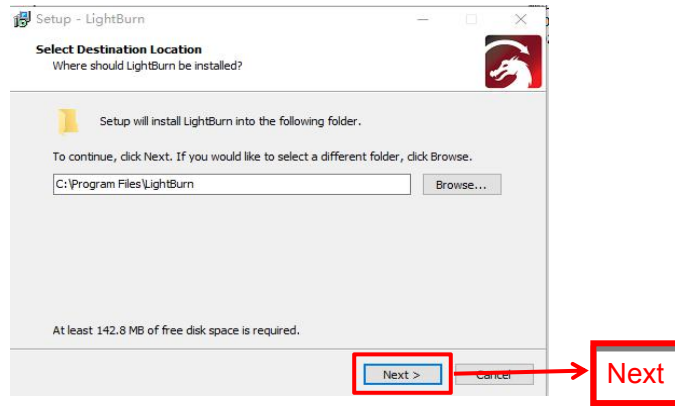 Setup - LightBurn
Select Destination Location
Where should LightBurn be installed?
Setup will install LightBurn into the following folder.
To continue, click Next. If you would like to select a different folder, click Browse.
C:\Program Files\LightBurn
Browse...
At least 142.8 MB of free disk space is required.
Next >
Cancel
Next